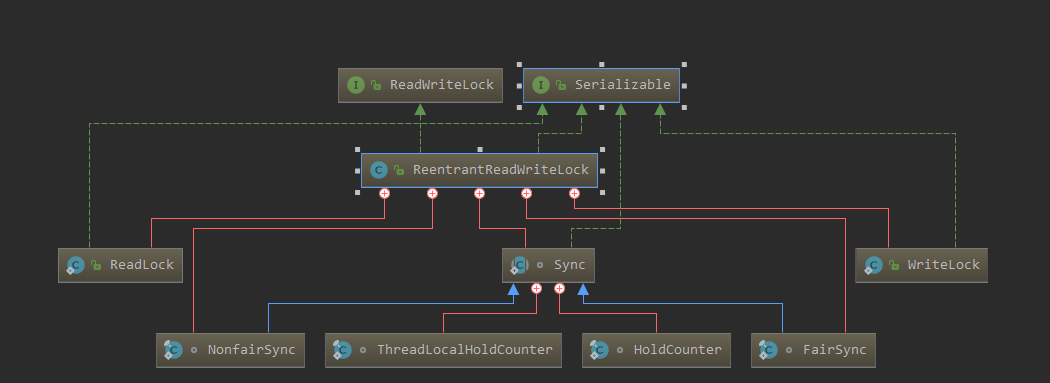 ReadWriteLock
Serializable
ReentrantReadWriteLock
ReadLock
Sync
WriteLock
NonfairSync
ThreadLocalHoldCounter
HoldCounter
FairSync